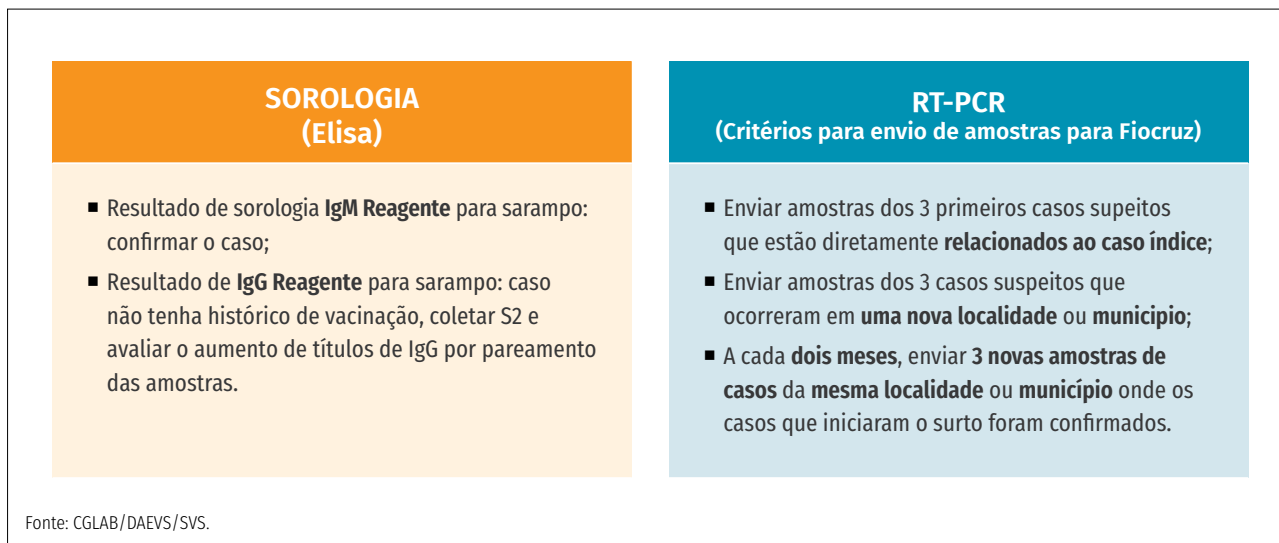 SOROLOGIA
(Elisa)
■ Resultado de sorologia IgM Reagente para sarampo:
confirmar o caso;
■ Resultado de IgG Reagente para sarampo: caso
não tenha histórico de vacinação, coletar S2 e
avaliar o aumento de títulos de IgG por pareamento
das amostras.
RT-PCR
(Critérios para envio de amostras para Fiocruz)
■ Enviar amostras dos 3 primeiros casos supeitos
que estão diretamente relacionados ao caso índice;
■ Enviar amostras dos 3 casos suspeitos que
ocorreram em uma nova localidade ou municipio;
■ A cada dois meses, enviar 3 novas amostras de
casos da mesma localidade ou município onde os
casos que iniciaram o surto foram confirmados.
Fonte: CGLAB/DAEVS/SVS.